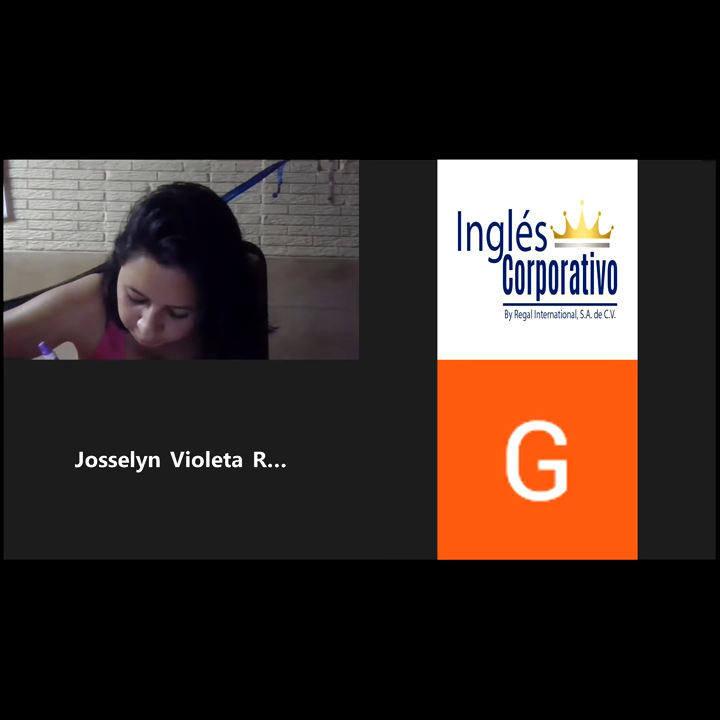 Inglés
Corporativo
By Regal International, S.A. de C.V.
Josselyn Violeta R...
G